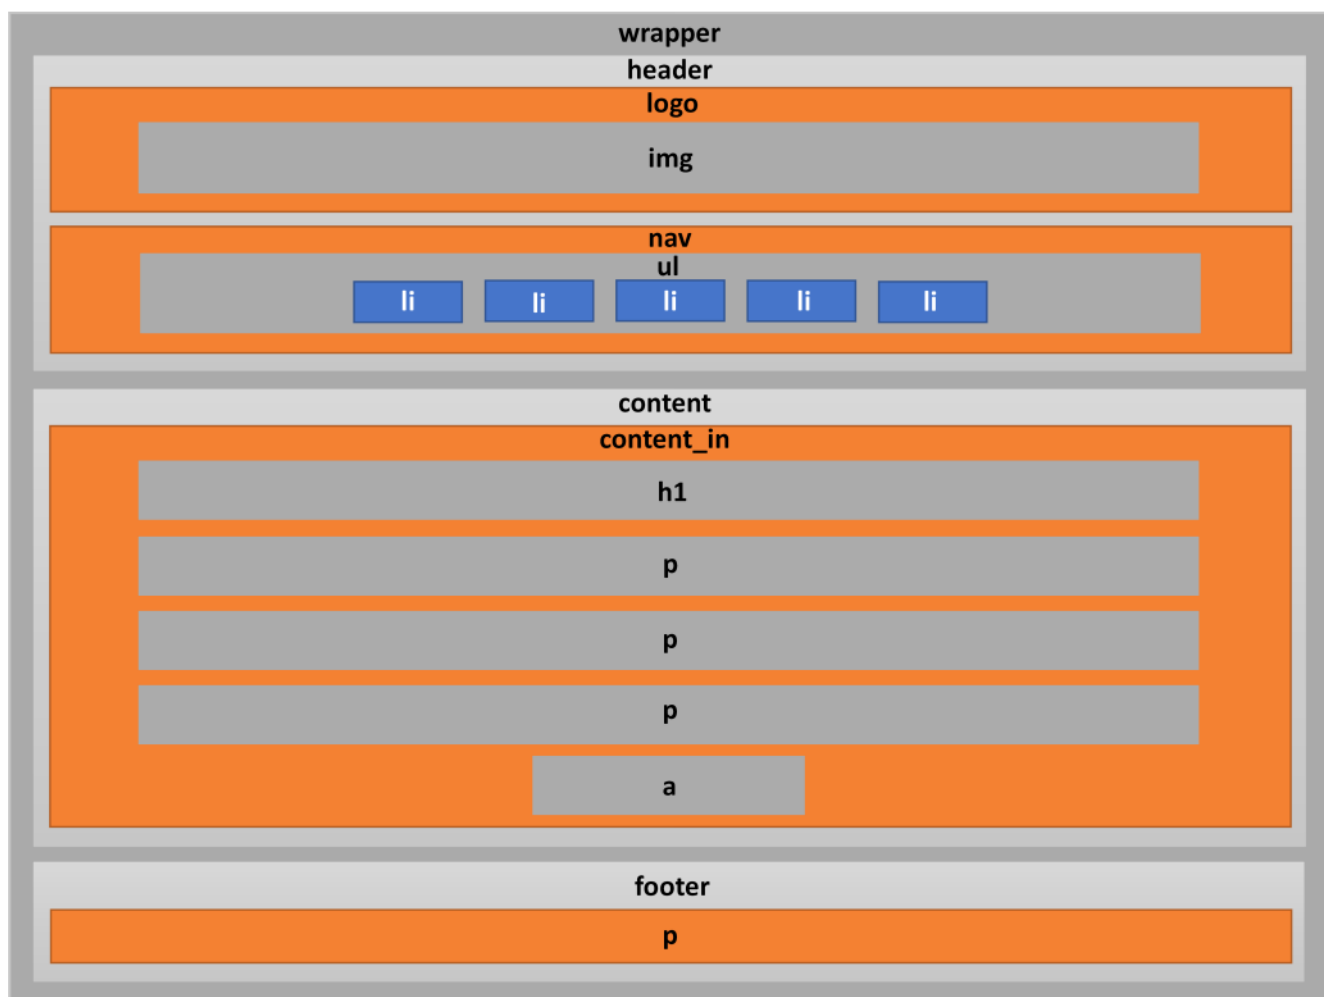 wrapper
header
logo
img
nav
ul
li li li li li
content
content_in
h1
p
p
p
a
footer
p